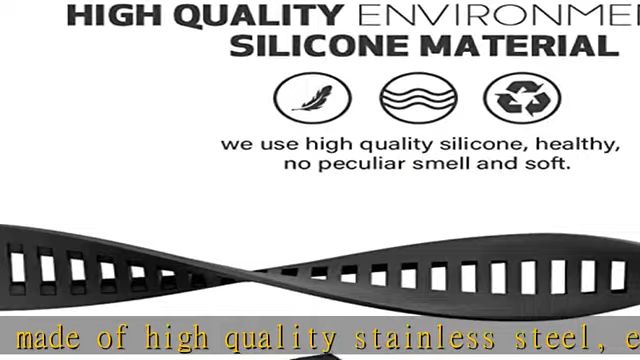 HIGH QUALITY ENVIRONME
SILICONE MATERIAL
we use high quality silicone, healthy,
no peculiar smell and soft.
made of high quality stainless steel, e